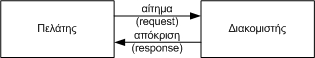 Πελάτης
αίτημα
(request)
απόκριση
(response)
Διακομιστής